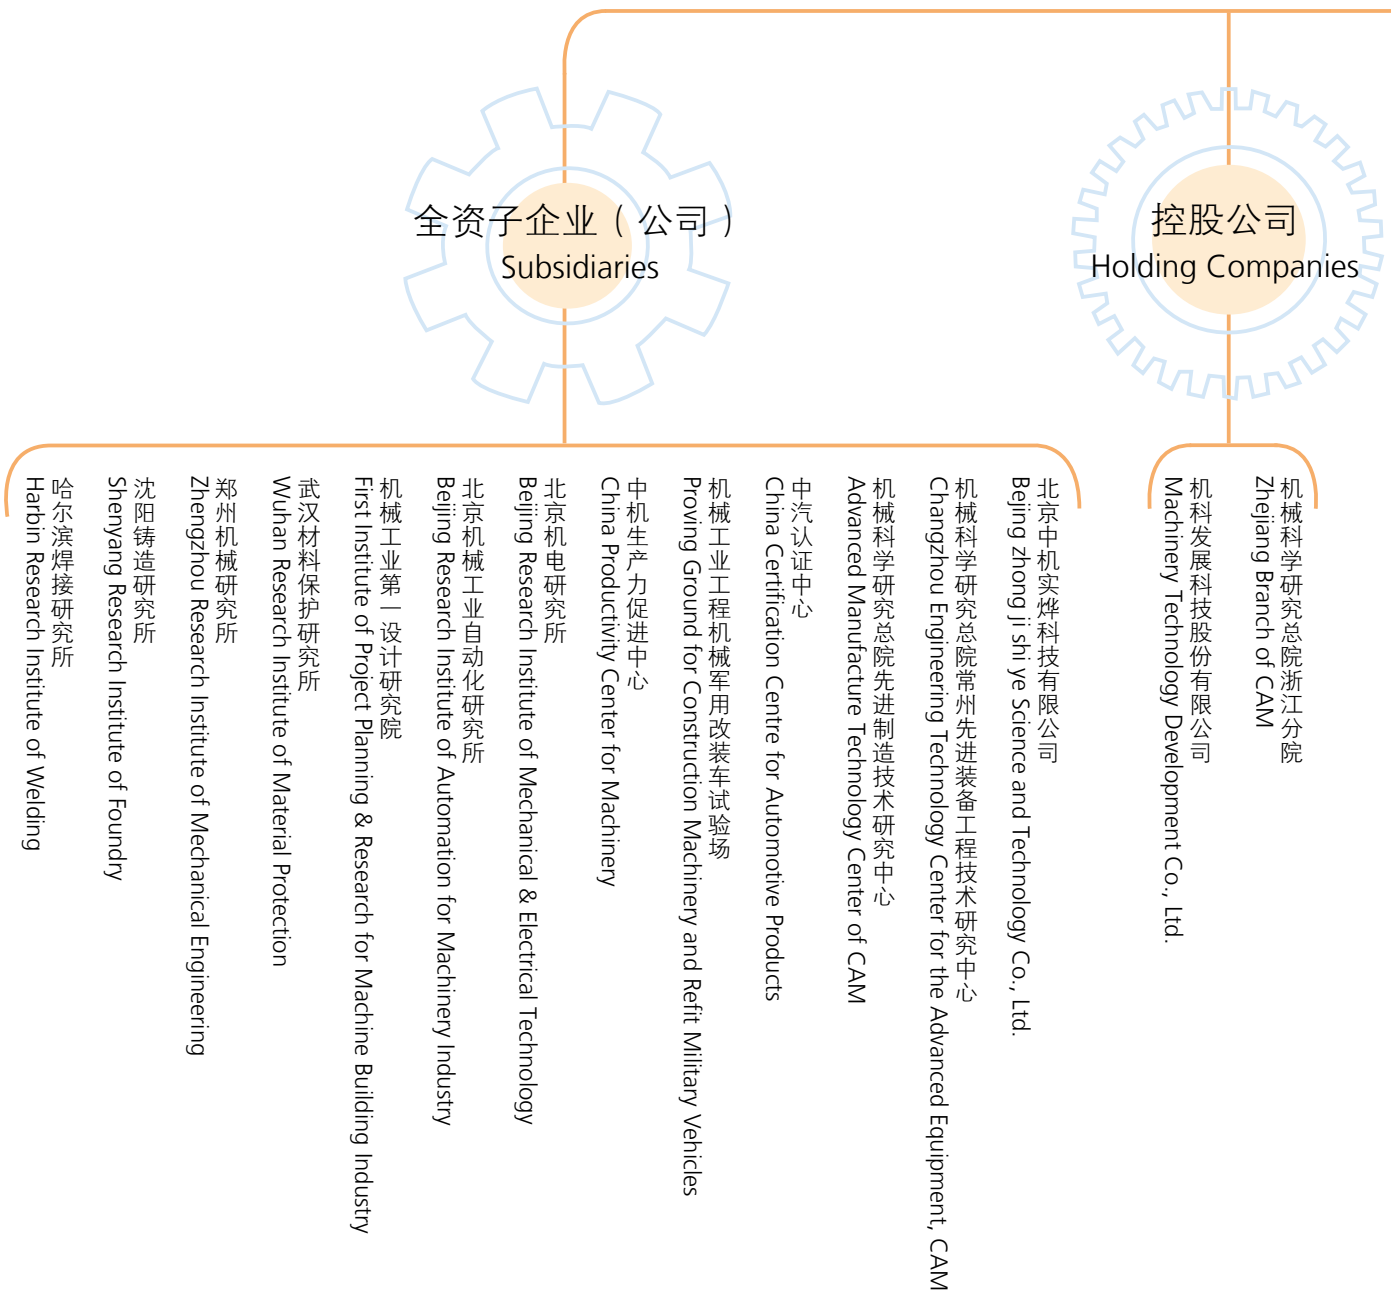 全资子企业（公司）
Subsidiaries
控股公司
Holding Companies
哈尔滨焊接研究所
Harbin Research Institute of Welding
沈阳铸造研究所
Shenyang Research Institute of Foundry
郑州机械研究所
Zhengzhou Research Institute of Mechanical Engineering
武汉材料保护研究所
Wuhan Research Institute of Material Protection
机械工业第一设计研究院
First Institute of Project Planning & Research for Machine Building Industry
北京机械工业自动化研究所
Beijing Research Institute of Automation for Machinery Industry
北京机电研究所
Beijing Research Institute of Mechanical & Electrical Technology
中机生产力促进中心
China Productivity Center for Machinery
机械工业工程机械军用改装车试验场
Proving Ground for Construction Machinery and Refit Military Vehicles
中汽认证中心
China Certification Centre for Automotive Products
机械科学研究总院先进制造技术研究中心
Advanced Manufacture Technology Center of CAM
机械科学研究总院常州先进装备工程技术研究中心
Changzhou Engineering Technology Center for the Advanced Equipment, CAM
北京中机实烨科技有限公司
Beijing zhong ji shi ye Science and Technology Co., Ltd.
机科发展科技股份有限公司
Machinery Technology Development Co., Ltd.
机械科学研究总院浙江分院
Zhejiang Branch of CAM